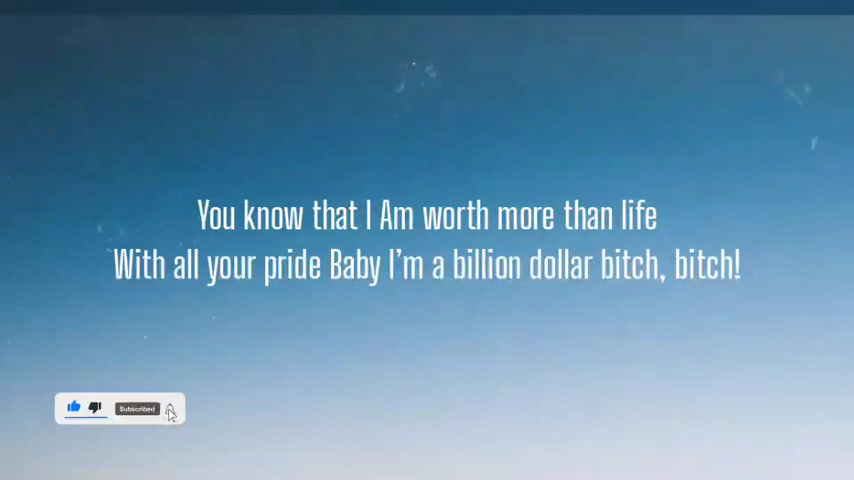 You know that I Am worth more than life
With all your pride Baby I'm a billion dollar bitch, bitch!
Subscribed